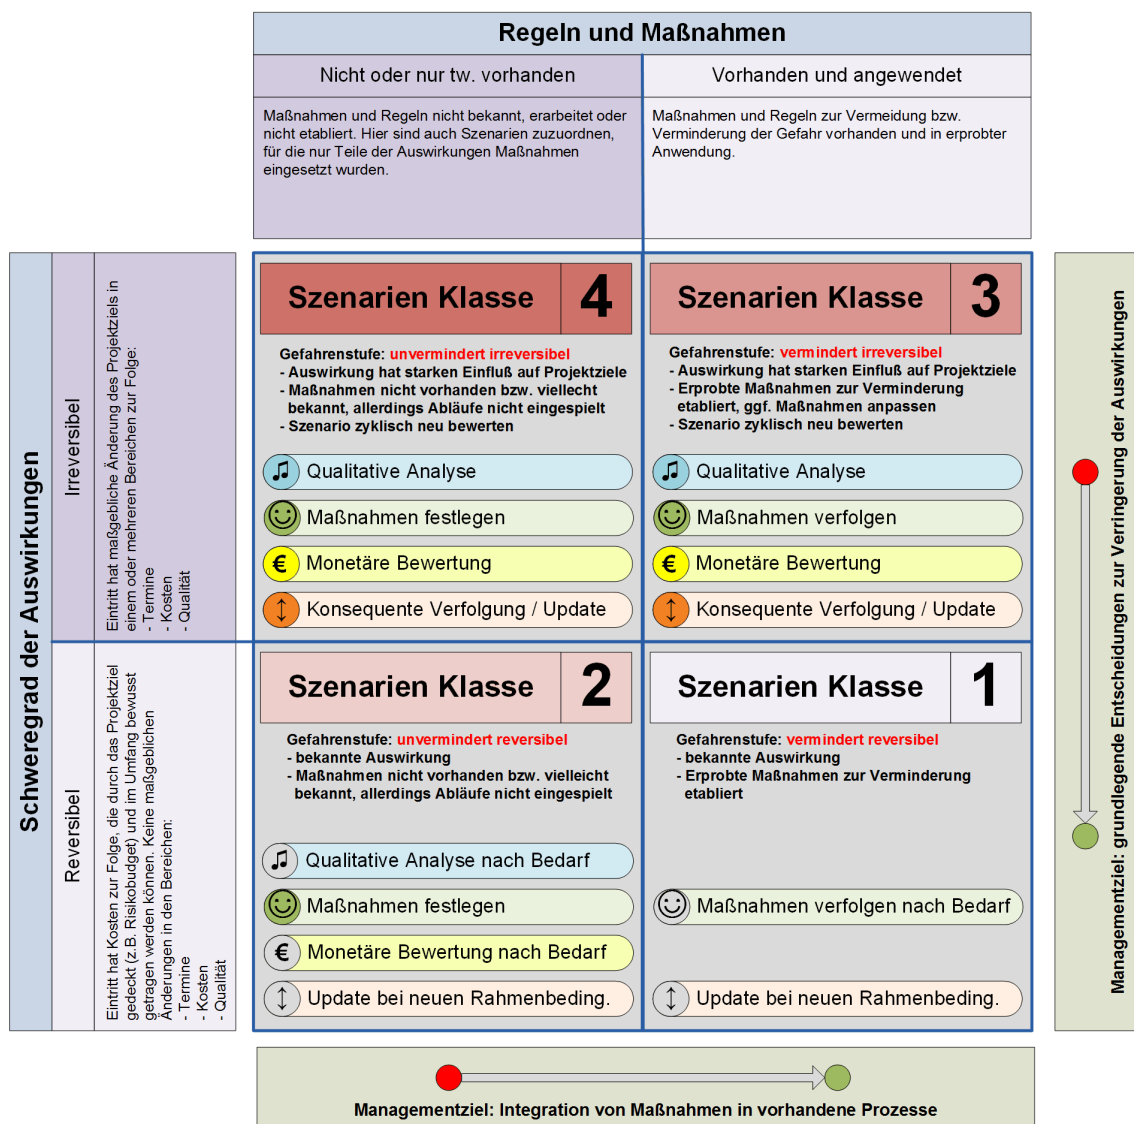 Regeln und Maßnahmen
Nicht oder nur tw. vorhanden
Vorhanden und angewendet
Maßnahmen und Regeln nicht bekannt, erarbeitet oder
nicht etabliert. Hier sind auch Szenarien zuzuordnen,
für die nur Teile der Auswirkungen Maßnahmen
eingesetzt wurden.
Maßnahmen und Regeln zur Vermeidung bzw.
Verminderung der Gefahr vorhanden und in erprobter
Anwendung.
Schweregrad der Auswirkungen
Irreversibel
Eintritt hat maßgebliche Änderung des Projektziels in
einem oder mehreren Bereichen zur Folge:
- Termine
- Kosten
- Qualität
Szenarien Klasse
4
Gefahrenstufe: unvermindert irreversibel
- Auswirkung hat starken Einfluß auf Projektziele
- Maßnahmen nicht vorhanden bzw. viellecht
bekannt, allerdings Abläufe nicht eingespielt
- Szenario zyklisch neu bewerten
Qualitative Analyse
Maßnahmen festlegen
€ Monetäre Bewertung
Konsequente Verfolgung / Update
Szenarien Klasse
3
Gefahrenstufe: vermindert irreversibel
- Auswirkung hat starken Einfluß auf Projektziele
- Erprobte Maßnahmen zur Verminderung
etabliert, ggf. Maßnahmen anpassen
- Szenario zyklisch neu bewerten
Qualitative Analyse
Maßnahmen verfolgen
€ Monetäre Bewertung
Konsequente Verfolgung / Update
Reversibel
Eintritt hat Kosten zur Folge, die durch das Projektziel
gedeckt (z.B. Risikobudget) und im Umfang bewusst
getragen werden können. Keine maßgeblichen
Änderungen in den Bereichen:
- Termine
- Kosten
- Qualität
Szenarien Klasse
2
Gefahrenstufe: unvermindert reversibel
- bekannte Auswirkung
- Maßnahmen nicht vorhanden bzw. vielleicht
bekannt, allerdings Abläufe nicht eingespielt
Qualitative Analyse nach Bedarf
Maßnahmen festlegen
€ Monetäre Bewertung nach Bedarf
Update bei neuen Rahmenbeding.
Szenarien Klasse
1
Gefahrenstufe: vermindert reversibel
- bekannte Auswirkung
- Erprobte Maßnahmen zur Verminderung
etabliert
Maßnahmen verfolgen nach Bedarf
Update bei neuen Rahmenbeding.
Managementziel: grundlegende Entscheidungen zur Verringerung der Auswirkungen
Managementziel: Integration von Maßnahmen in vorhandene Prozesse